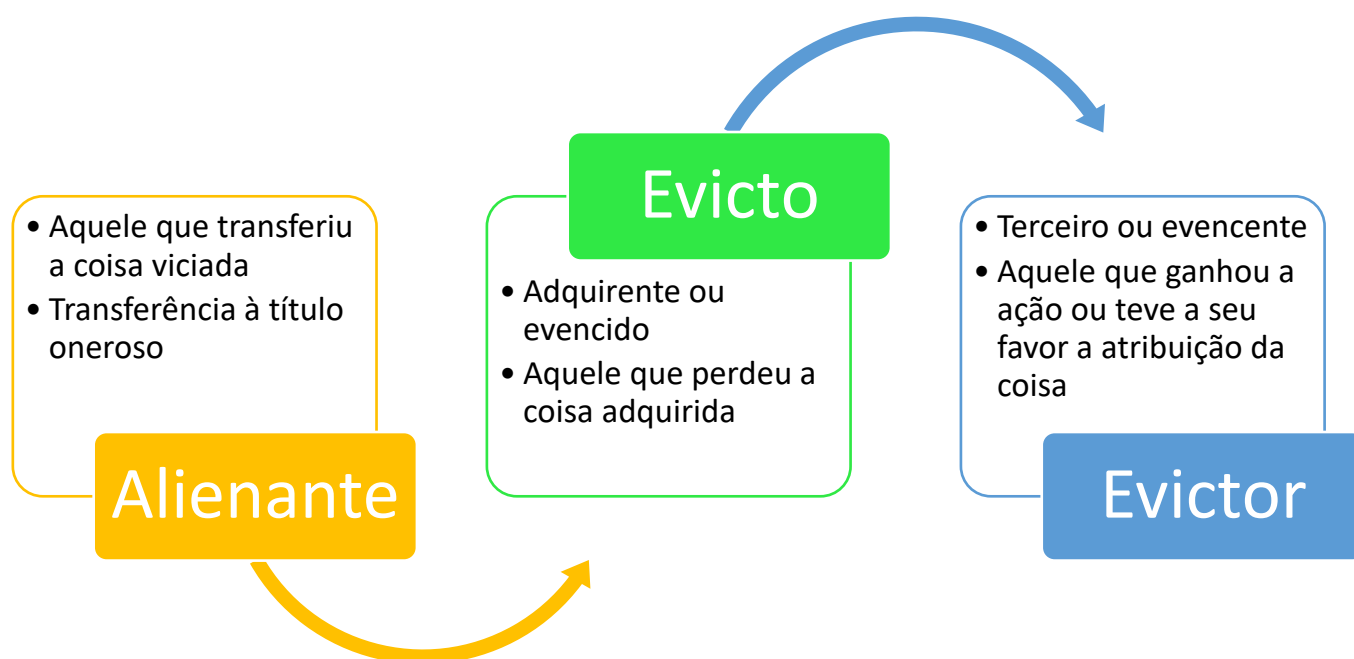 • Aquele que transferiu
a coisa viciada
• Transferência à título
oneroso
Alienante
Evicto
• Adquirente ou
evencido
• Aquele que perdeu a
coisa adquirida
• Terceiro ou evencente
• Aquele que ganhou a
ação ou teve a seu
favor a atribuição da
coisa
Evictor